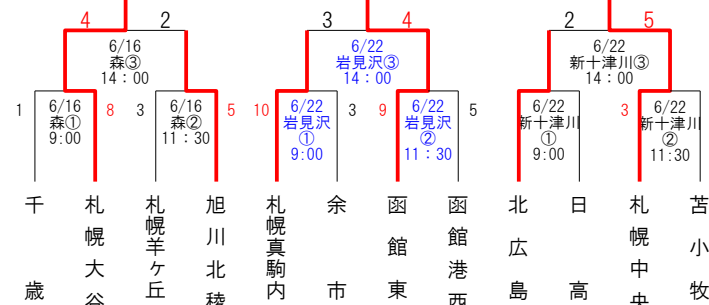 4 2 3 4 2 5
6/16
森③
14：00
6/22
岩見沢③
14：00
6/22
新十津川③
14：00
1 6/16
森①
9:00 8
3 6/16
森②
11：30 5
10 6/22
岩見沢
①
9:00 3
9 6/22
岩見沢
②
11：30 5
6/22
新十津川
①
9:00
3 6/22
新十津川
②
11:30
千歳
札幌大谷
札幌羊ヶ丘
旭川北稜
札幌真駒内
余市
函館東
函館港西
北広島
日高
札幌中央
苫小牧